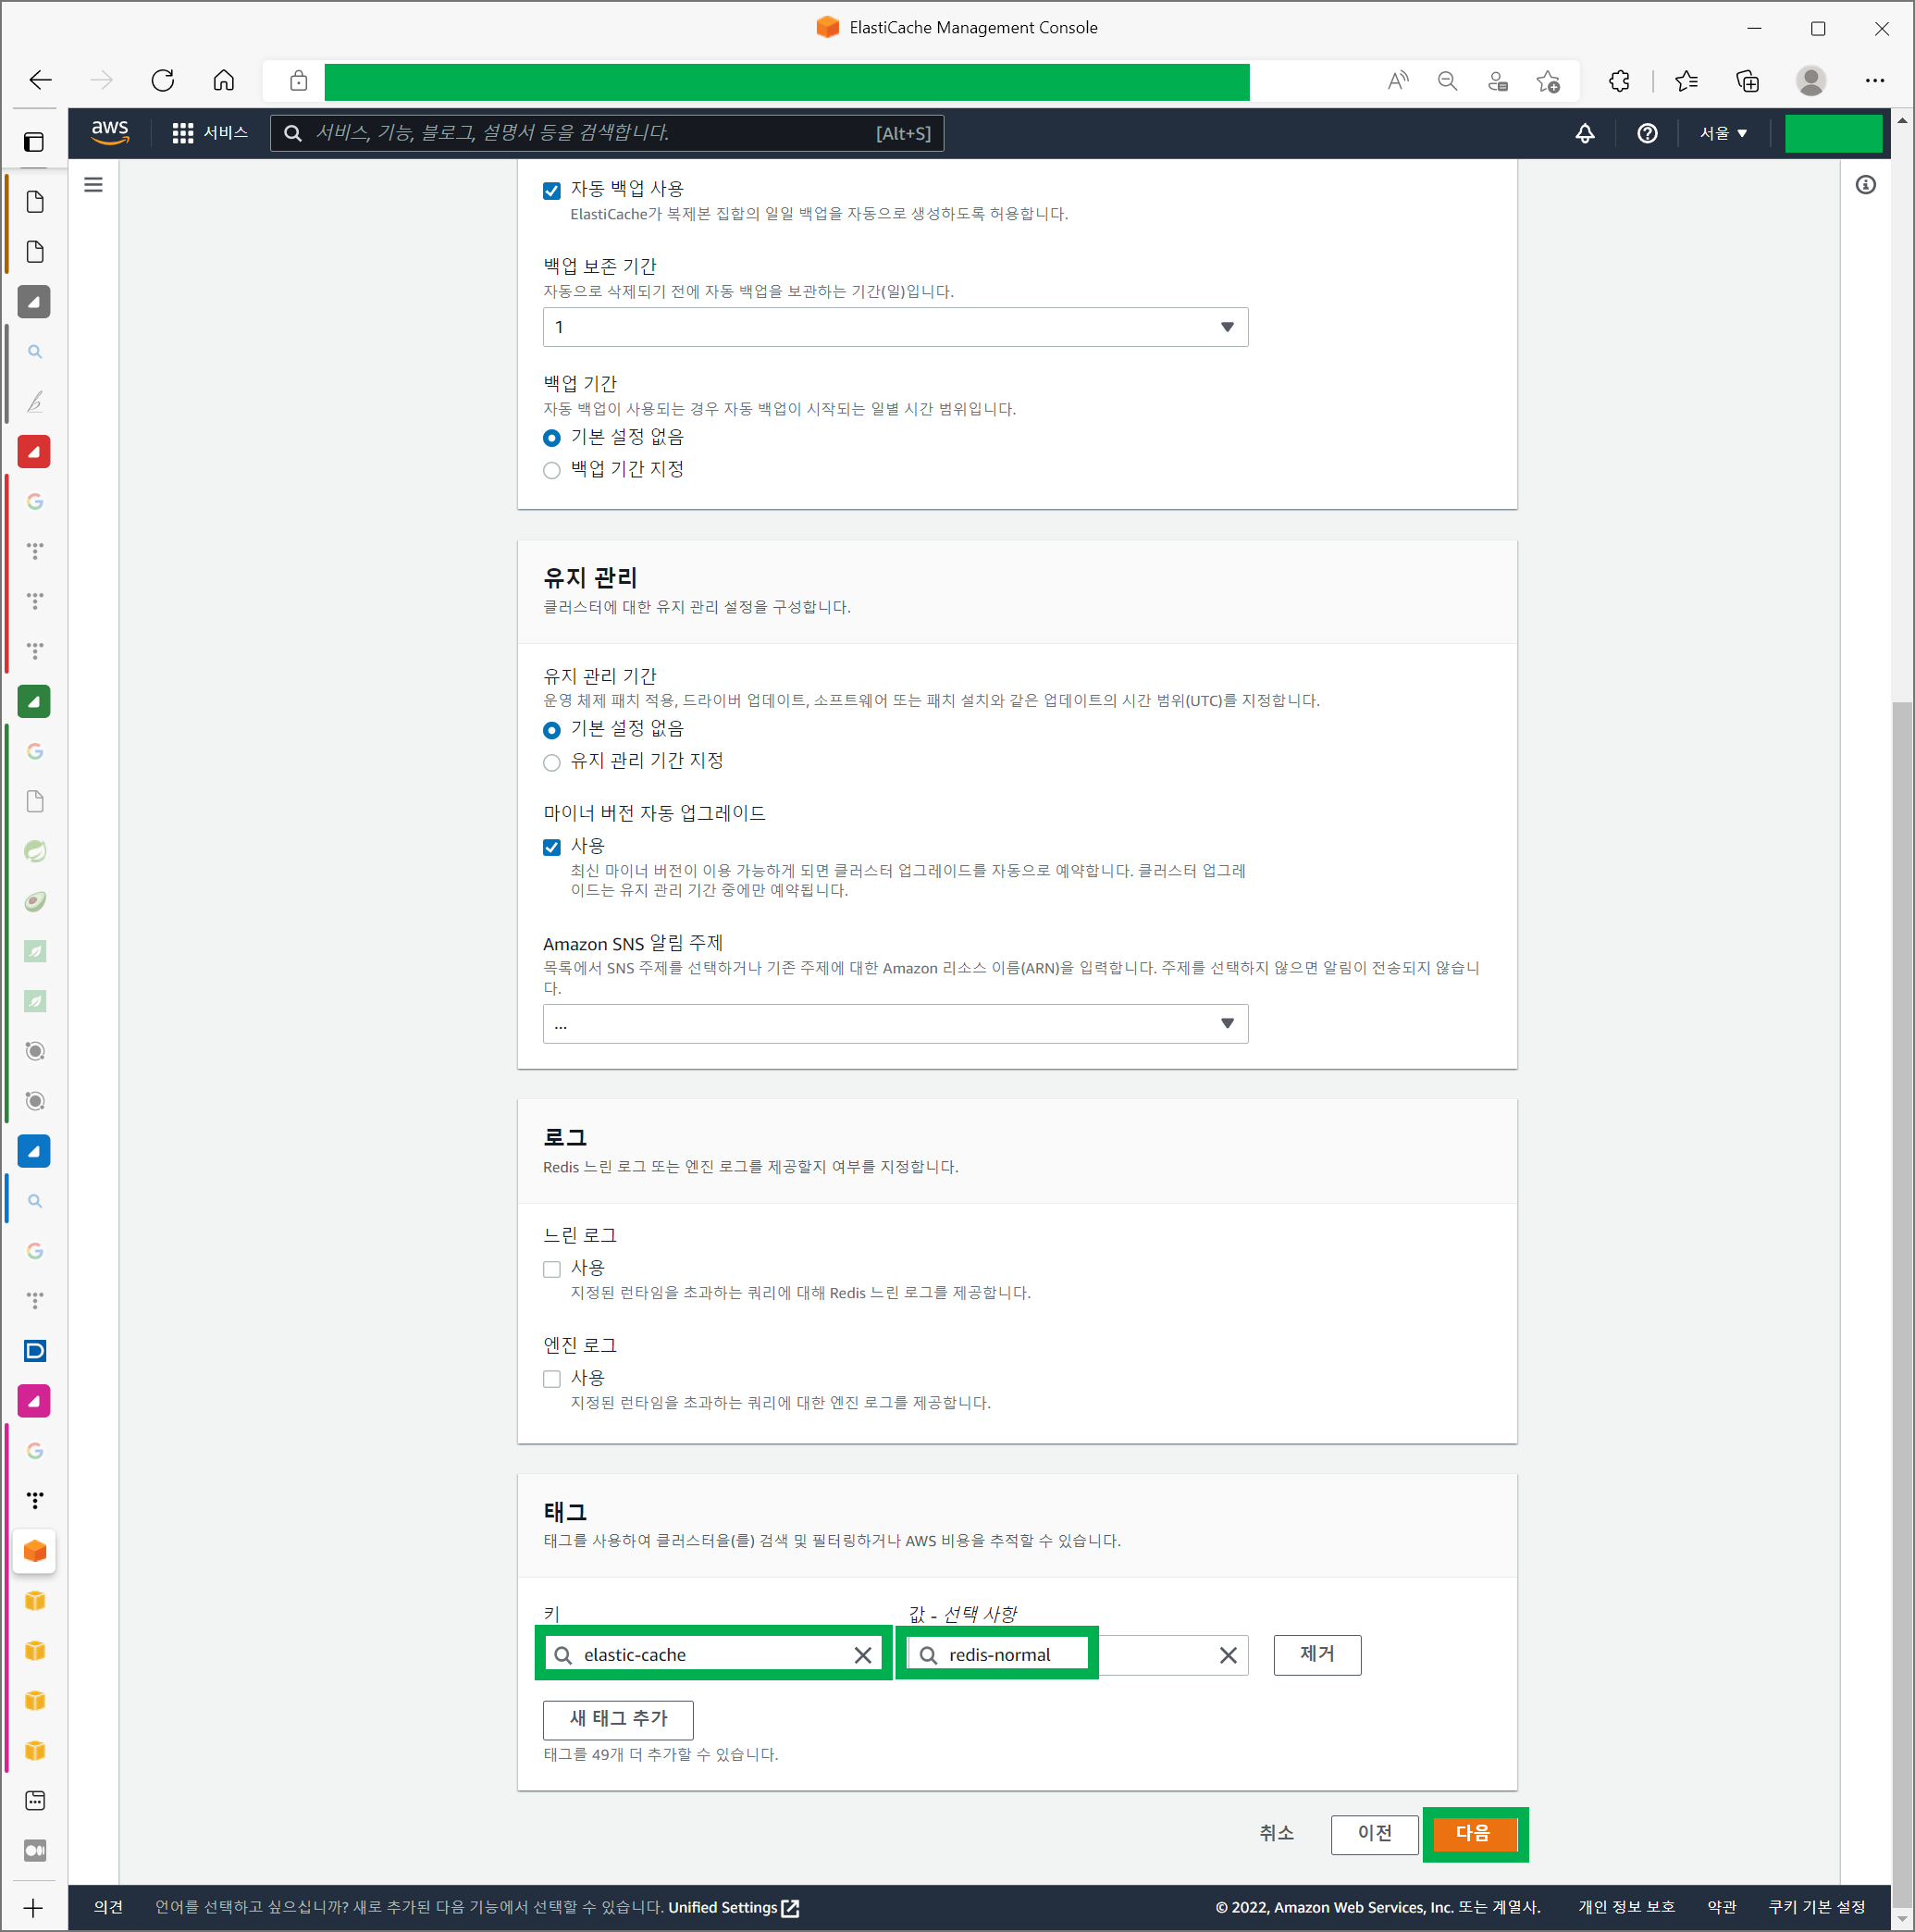 ElastiCache Management Console
aws 서비스 서비스, 기능, 블로그, 설명서 등을 검색합니다. [Alt+S] 서울 ▼
자동 백업 사용
ElastiCache가 복제본 집합의 일일 백업을 자동으로 생성하도록 허용합니다.
백업 보존 기간
자동으로 삭제되기 전에 자동 백업을 보관하는 기간(일)입니다.
1
백업 기간
자동 백업이 사용되는 경우 자동 백업이 시작되는 일별 시간 범위입니다.
기본 설정 없음
백업 기간 지정
유지 관리
클러스터에 대한 유지 관리 설정을 구성합니다.
유지 관리 기간
운영 체제 패치 적용, 드라이버 업데이트, 소프트웨어 또는 패치 설치와 같은 업데이트의 시간 범위(UTC)를 지정합니다.
기본 설정 없음
유지 관리 기간 지정
마이너 버전 자동 업그레이드
사용
최신 마이너 버전이 이용 가능하게 되면 클러스터 업그레이드를 자동으로 예약합니다. 클러스터 업그레
이드는 유지 관리 기간 중에만 예약됩니다.
Amazon SNS 알림 주제
목록에서 SNS 주제를 선택하거나 기존 주제에 대한 Amazon 리소스 이름(ARN)을 입력합니다. 주제를 선택하지 않으면 알림이 전송되지 않습니
다.
...
로그
Redis 느린 로그 또는 엔진 로그를 제공할지 여부를 지정합니다.
느린 로그
사용
지정된 런타임을 초과하는 쿼리에 대해 Redis 느린 로그를 제공합니다.
엔진 로그
사용
지정된 런타임을 초과하는 쿼리에 대한 엔진 로그를 제공합니다.
태그
태그를 사용하여 클러스터을(를) 검색 및 필터링하거나 AWS 비용을 추적할 수 있습니다.
키 값 - 선택 사항
elastic-cache redis-normal 제거
새 태그 추가
태그를 49개 더 추가할 수 있습니다.
취소 이전 다음
의견 언어를 선택하고 싶으십니까? 새로 추가된 다음 기능에서 선택할 수 있습니다. Unified Settings © 2022, Amazon Web Services, Inc. 또는 계열사. 개인 정보 보호 약관 쿠키 기본 설정